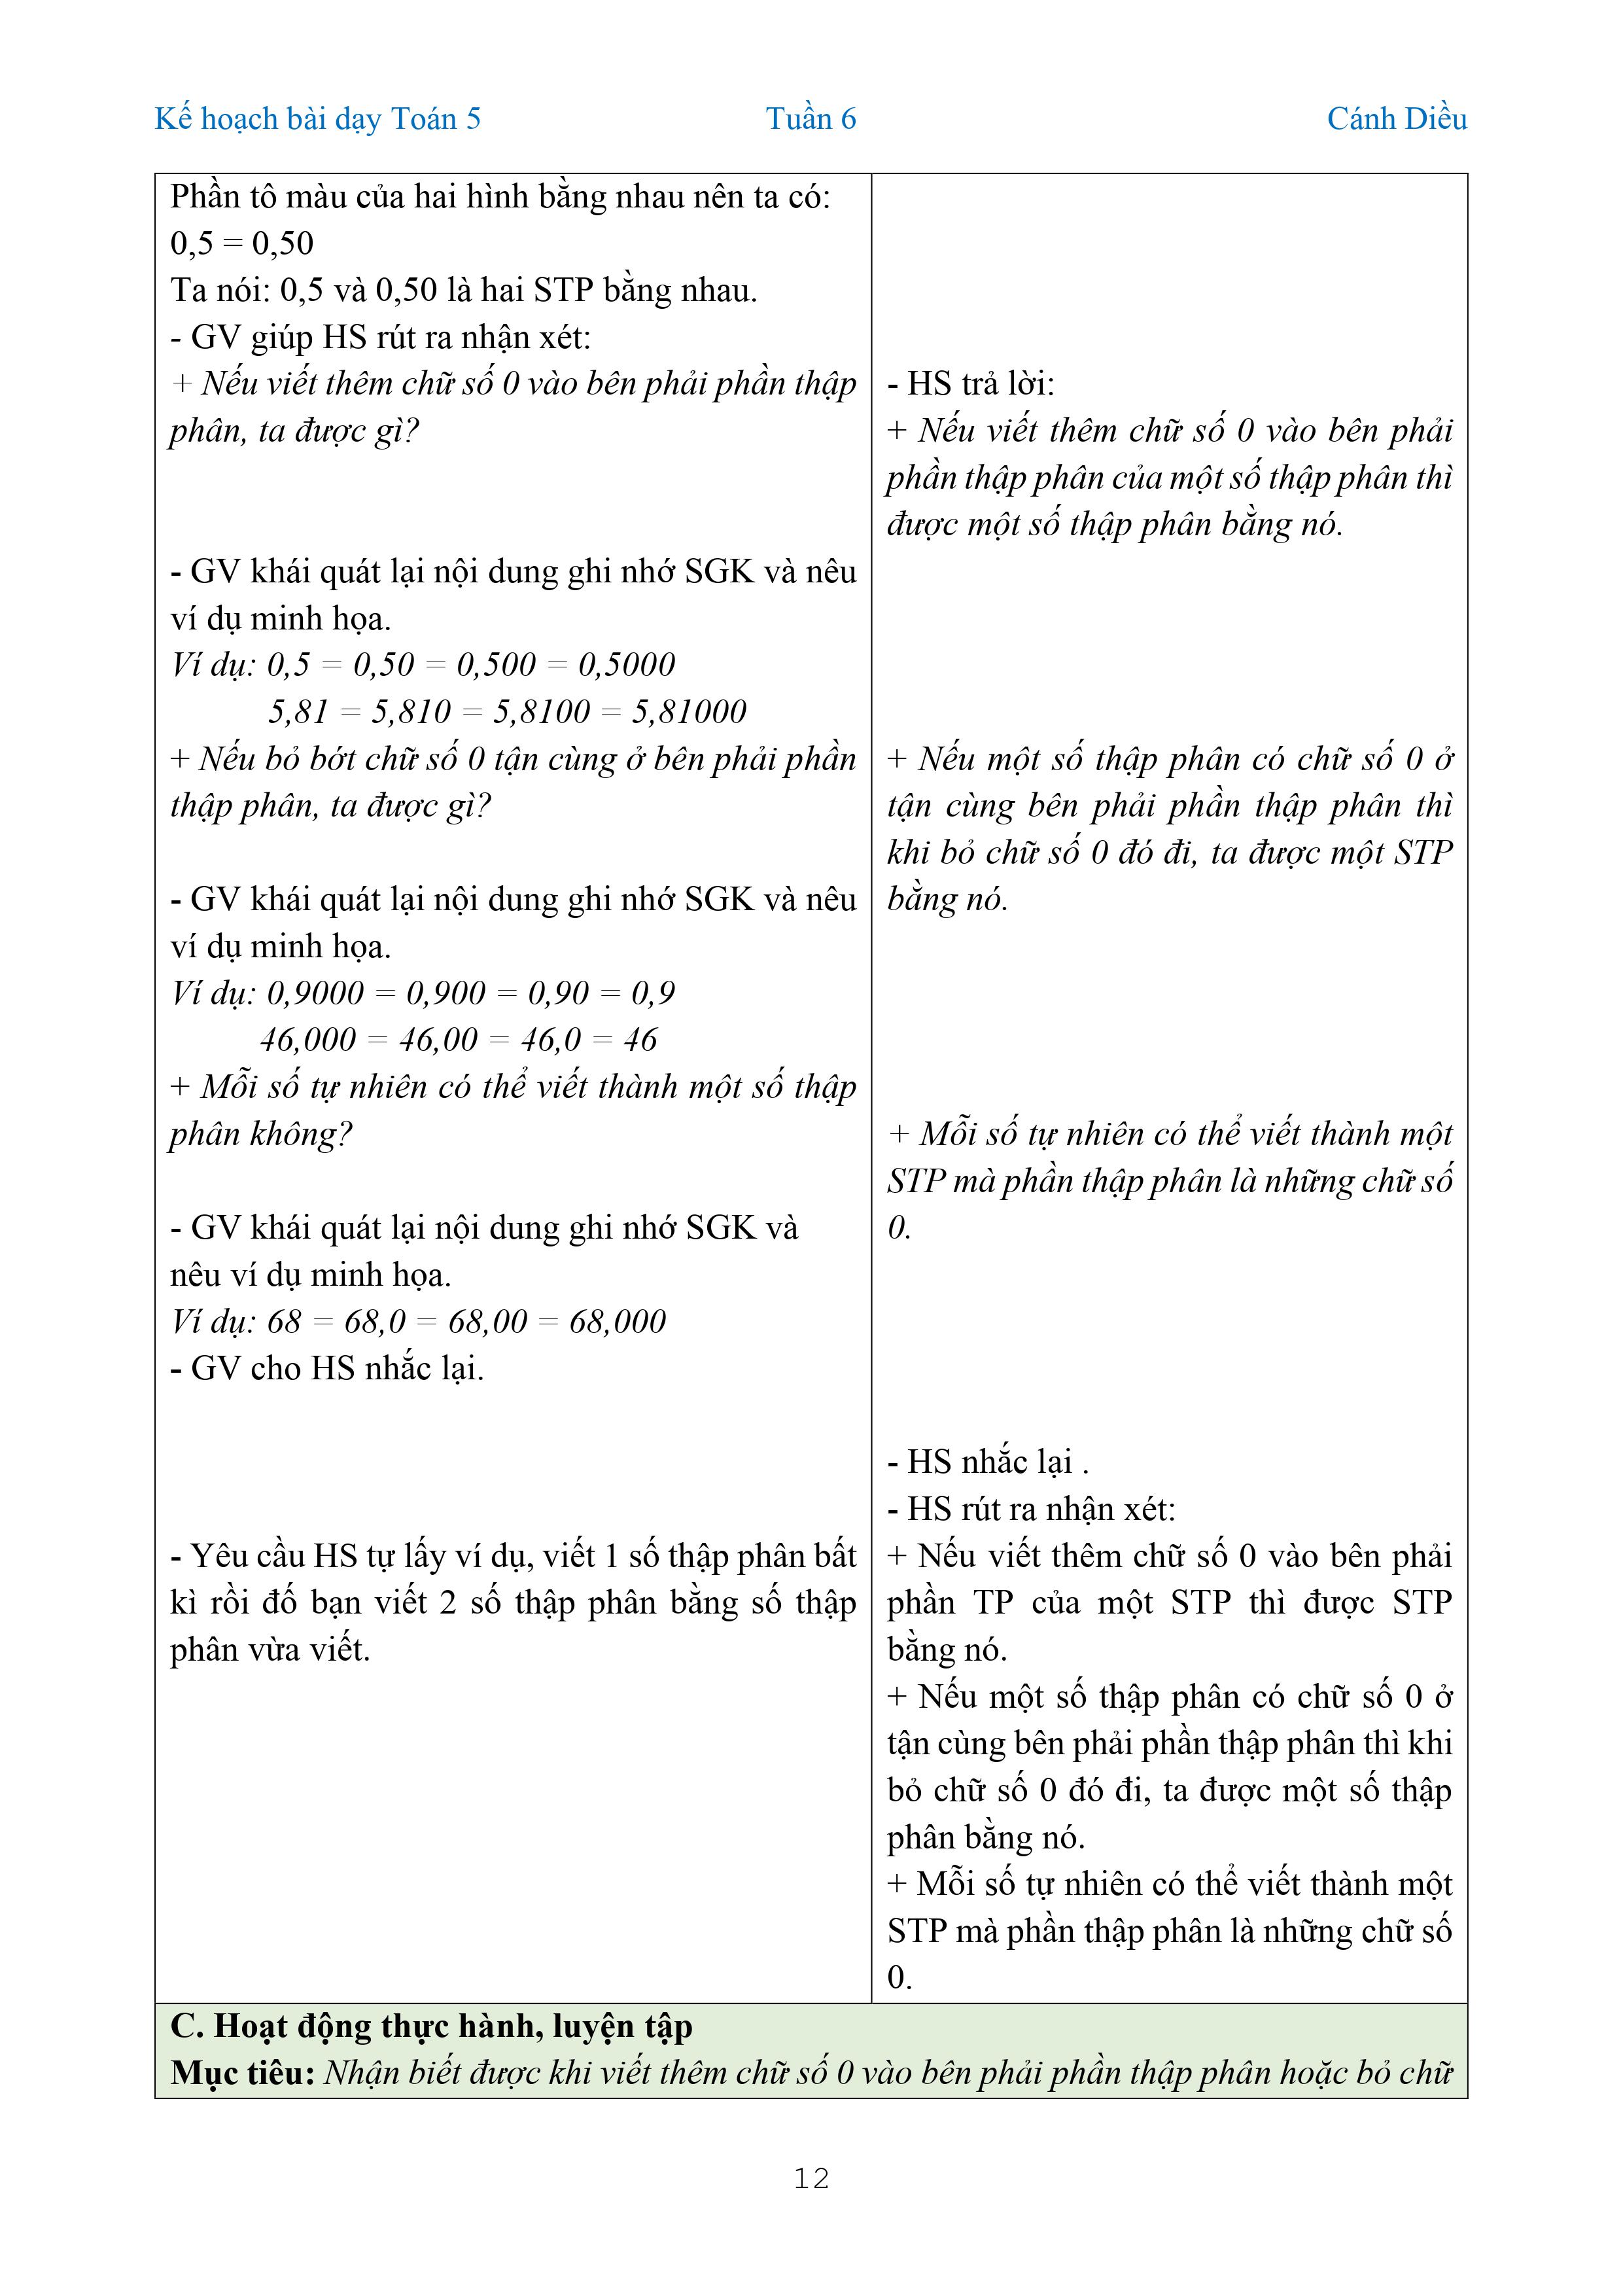 Kế hoạch bài dạy Toán 5 Tuần 6 Cánh Diều
Phần tô màu của hai hình bằng nhau nên ta có:
0,5 = 0,50
Ta nói: 0,5 và 0,50 là hai STP bằng nhau.
- GV giúp HS rút ra nhận xét:
+ Nếu viết thêm chữ số 0 vào bên phải phần thập
phân, ta được gì?
- GV khái quát lại nội dung ghi nhớ SGK và nêu
ví dụ minh họa.
Ví dụ: 0,5 = 0,50 = 0,500 = 0,5000
5,81 = 5,810 = 5,8100 = 5,81000
+ Nếu bỏ bớt chữ số 0 tận cùng ở bên phải phần
thập phân, ta được gì?
- GV khái quát lại nội dung ghi nhớ SGK và nêu
ví dụ minh họa.
Ví dụ: 0,9000 = 0,900 = 0,90 = 0,9
46,000 = 46,00 = 46,0 = 46
+ Mỗi số tự nhiên có thể viết thành một số thập
phân không?
- GV khái quát lại nội dung ghi nhớ SGK và
nêu ví dụ minh họa.
Ví dụ: 68 = 68,0 = 68,00 = 68,000
- GV cho HS nhắc lại.
- Yêu cầu HS tự lấy ví dụ, viết 1 số thập phân bất
kì rồi đố bạn viết 2 số thập phân bằng số thập
phân vừa viết.
- HS trả lời:
+ Nếu viết thêm chữ số 0 vào bên phải
phần thập phân của một số thập phân thì
được một số thập phân bằng nó.
+ Nếu một số thập phân có chữ số 0 ở
tận cùng bên phải phần thập phân thì
khi bỏ chữ số 0 đó đi, ta được một STP
bằng nó.
+ Mỗi số tự nhiên có thể viết thành một
STP mà phần thập phân là những chữ số
0.
- HS nhắc lại .
- HS rút ra nhận xét:
+ Nếu viết thêm chữ số 0 vào bên phải
phần TP của một STP thì được STP
bằng nó.
+ Nếu một số thập phân có chữ số 0 ở
tận cùng bên phải phần thập phân thì khi
bỏ chữ số 0 đó đi, ta được một số thập
phân bằng nó.
+ Mỗi số tự nhiên có thể viết thành một
STP mà phần thập phân là những chữ số
0.
C. Hoạt động thực hành, luyện tập
Mục tiêu: Nhận biết được khi viết thêm chữ số 0 vào bên phải phần thập phân hoặc bỏ chữ
12